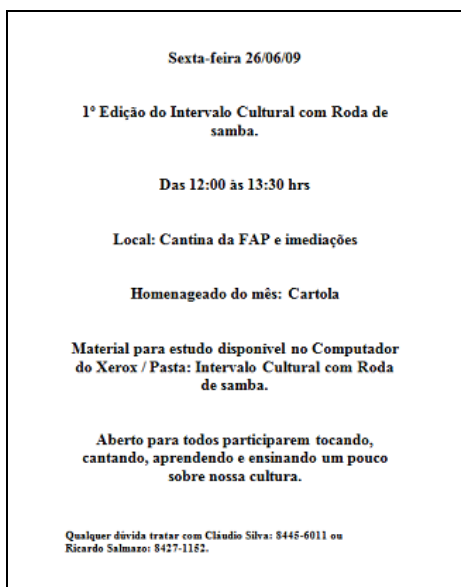 Sexta-feira 26/06/09
1º Edição do Intervalo Cultural com Roda de
samba.
Das 12:00 às 13:30 hrs
Local: Cantina da FAP e imediações
Homenageado do mês: Cartola
Material para estudo disponível no Computador
do Xerox / Pasta: Intervalo Cultural com Roda
de samba.
Aberto para todos participarem tocando,
cantando, aprendendo e ensinando um pouco
sobre nossa cultura.
Qualquer dúvida tratar com Cláudio Silva: 8445-6011 ou
Ricardo Salmazo: 8427-1152.